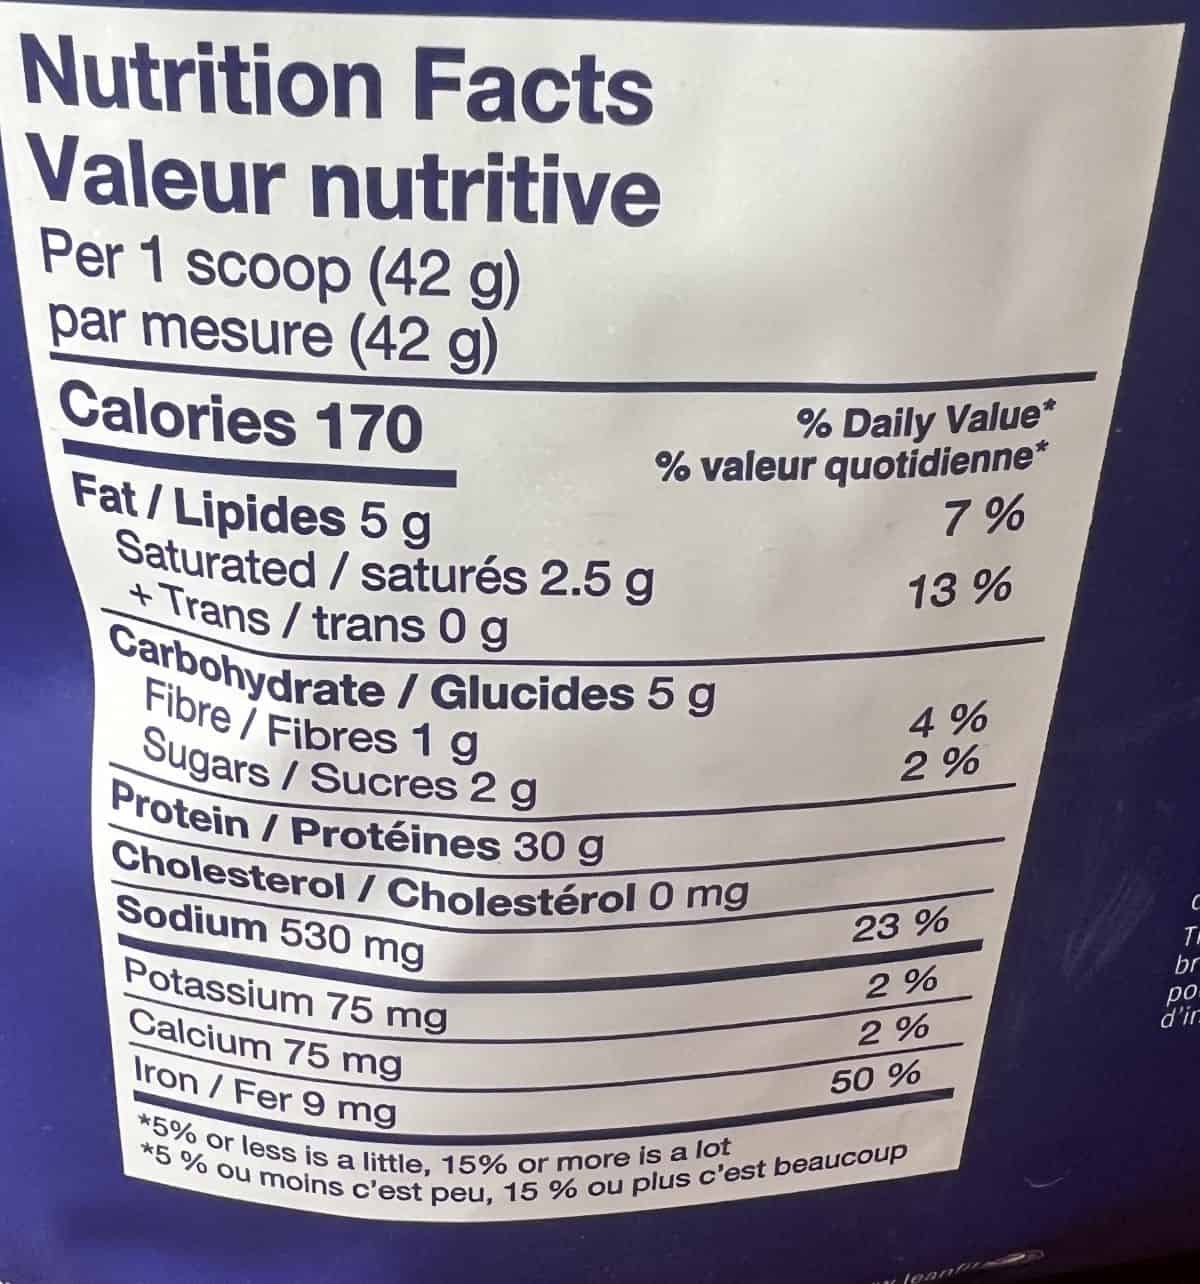 Nutrition Facts
Valeur nutritive
Per 1 scoop (42 g)
par mesure (42 g)
Calories 170
% Daily Value*
% valeur quotidienne*
Fat / Lipides 5 g 7 %
Saturated / saturés 2.5 g 13 %
+ Trans / trans 0 g
Carbohydrate / Glucides 5 g
Fibre / Fibres 1 g 4 %
Sugars / Sucres 2 g 2 %
Protein / Protéines 30 g
Cholesterol / Cholestérol 0 mg
Sodium 530 mg 23 %
Potassium 75 mg 2 %
Calcium 75 mg 2 %
Iron / Fer 9 mg 50 %
*5% or less is a little, 15% or more is a lot
*5 % ou moins c'est peu, 15 % ou plus c'est beaucoup